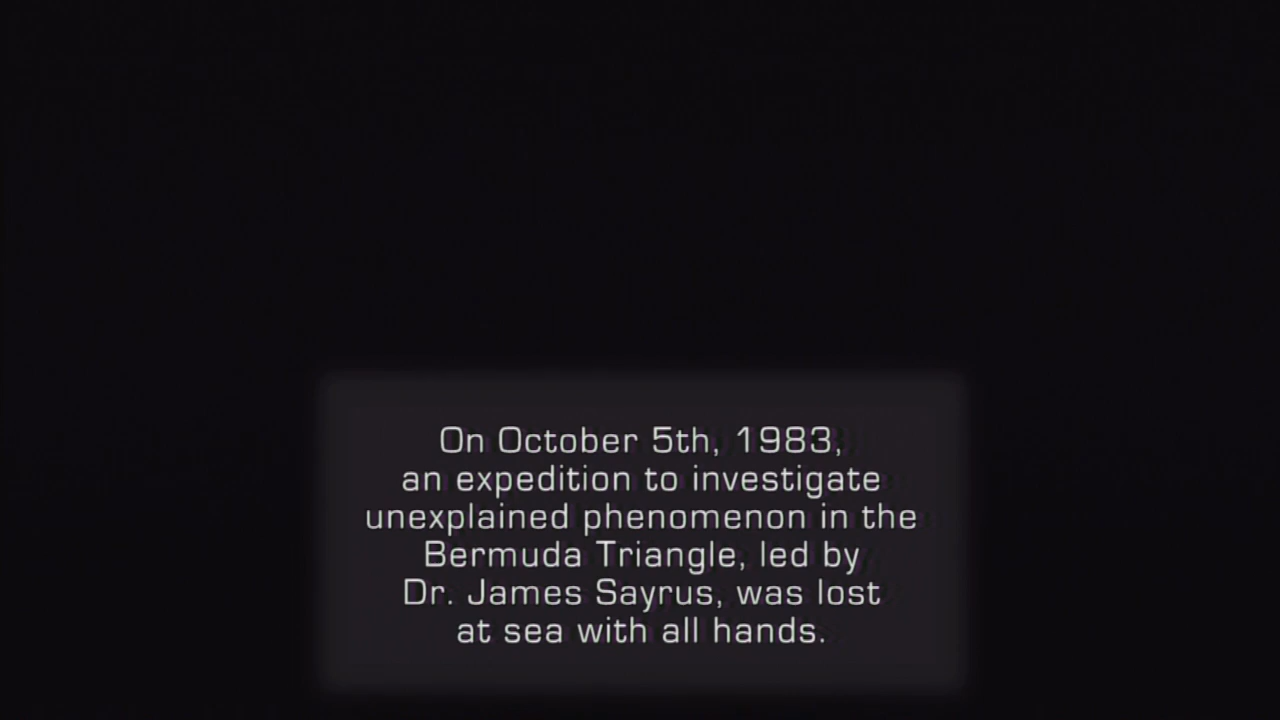 On October 5th, 1983,
an expedition to investigate
unexplained phenomenon in the
Bermuda Triangle, led by
Dr. James Sayrus, was lost
at sea with all hands.